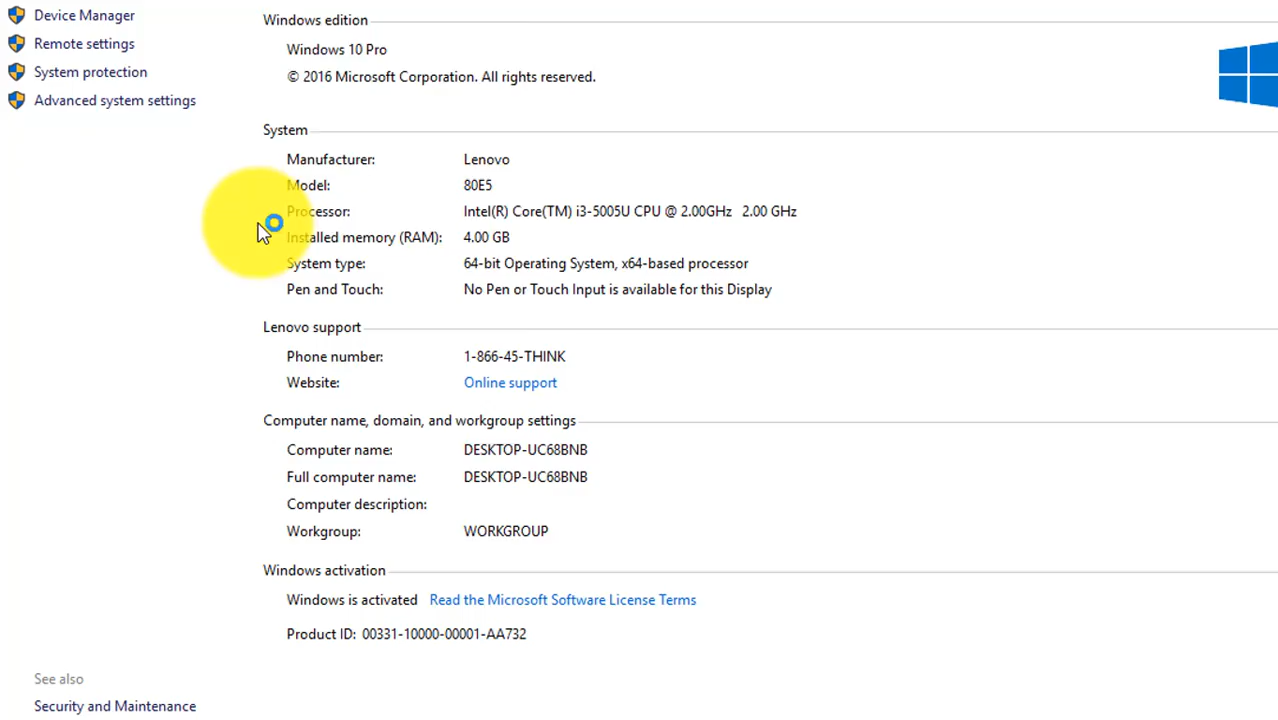 Device Manager
Remote settings
System protection
Advanced system settings
Windows edition
Windows 10 Pro
© 2016 Microsoft Corporation. All rights reserved.
System
Manufacturer: Lenovo
Model: 80E5
Processor: Intel(R) Core(TM) i3-5005U CPU @ 2.00GHz 2.00 GHz
Installed memory (RAM): 4.00 GB
System type: 64-bit Operating System, x64-based processor
Pen and Touch: No Pen or Touch Input is available for this Display
Lenovo support
Phone number: 1-866-45-THINK
Website: Online support
Computer name, domain, and workgroup settings
Computer name: DESKTOP-UC68BNB
Full computer name: DESKTOP-UC68BNB
Computer description:
Workgroup: WORKGROUP
Windows activation
Windows is activated Read the Microsoft Software License Terms
Product ID: 00331-10000-00001-AA732
See also
Security and Maintenance